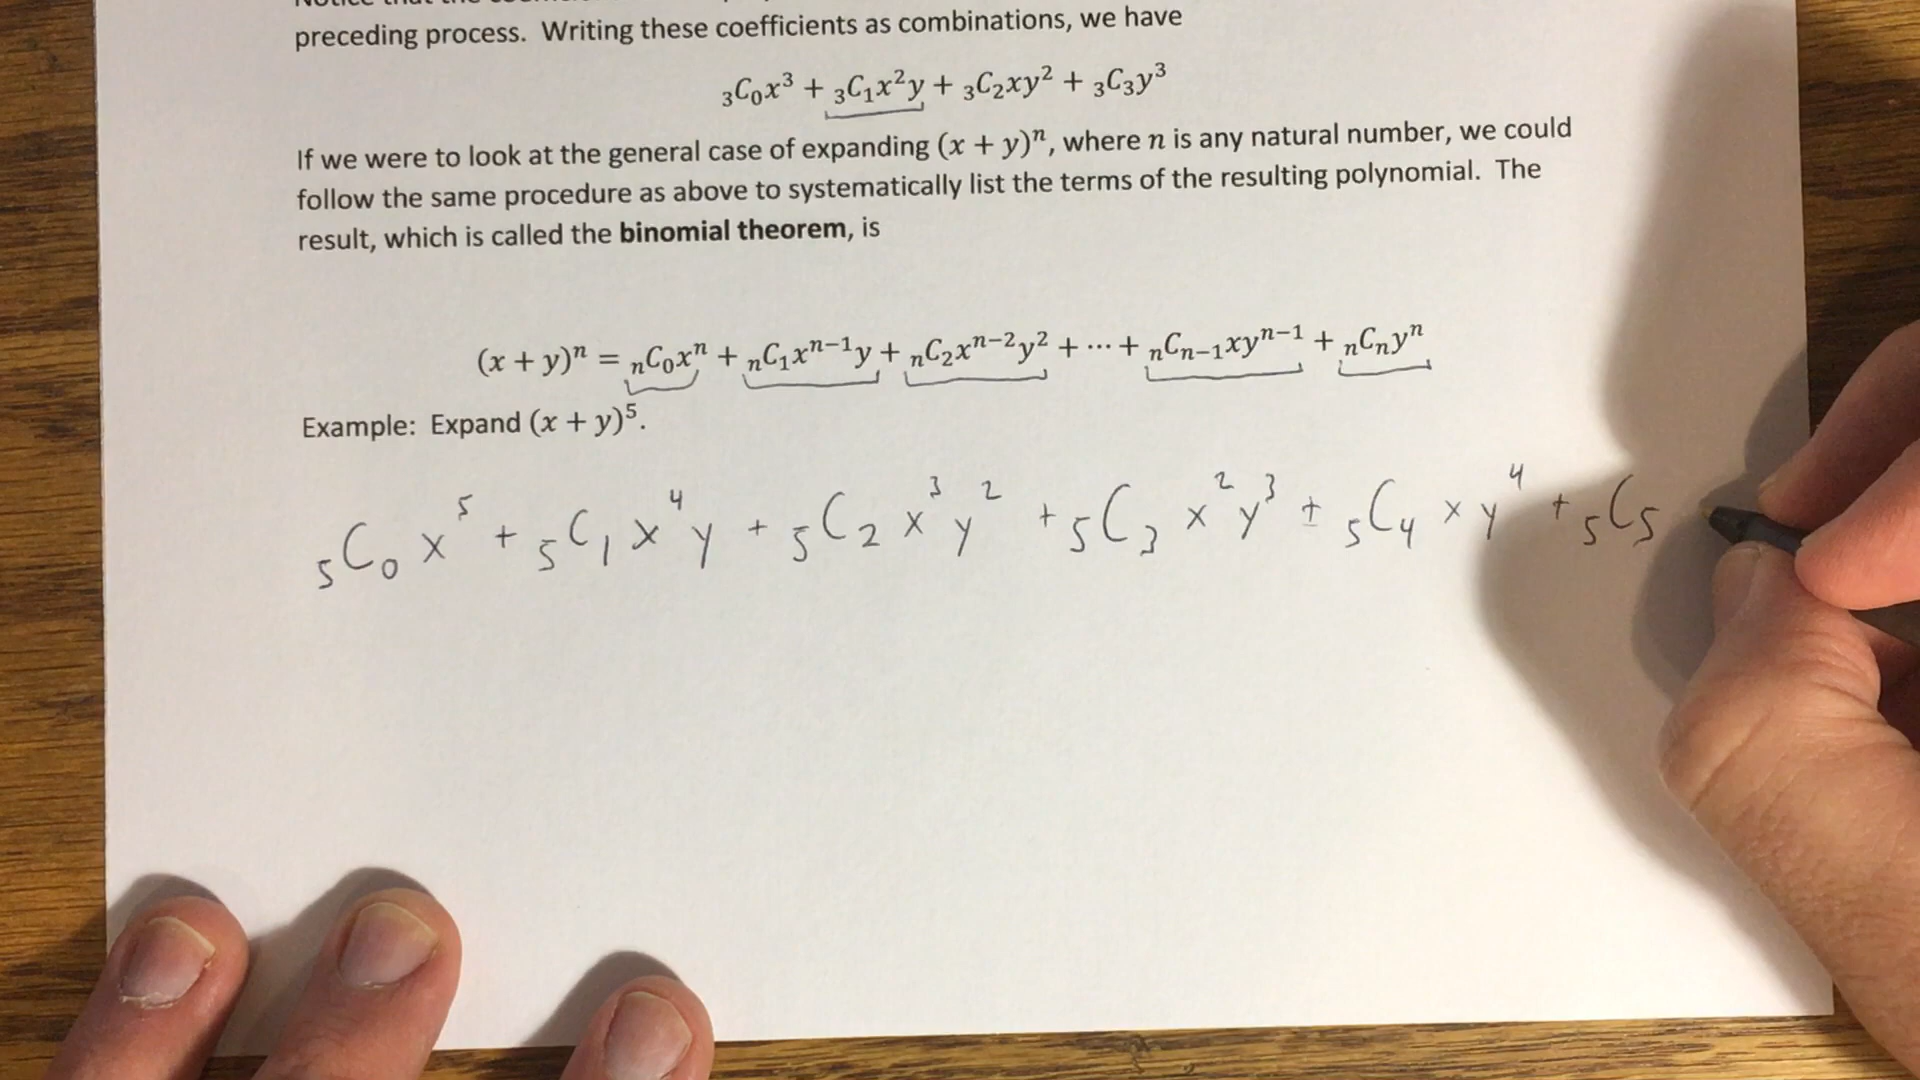 preceding process. Writing these coefficients as combinations, we have
₃C₀x³ + ₃C₁x²y + ₃C₂xy² + ₃C₃y³
If we were to look at the general case of expanding (x + y)ⁿ, where n is any natural number, we could
follow the same procedure as above to systematically list the terms of the resulting polynomial. The
result, which is called the binomial theorem, is
(x + y)ⁿ = ₙC₀xⁿ + ₙC₁xⁿ⁻¹y + ₙC₂xⁿ⁻²y² + ⋯ + ₙCₙ₋₁xyⁿ⁻¹ + ₙCₙyⁿ
Example: Expand (x + y)⁵.
₅C₀ x⁵ + ₅C₁ x⁴y + ₅C₂ x³y² + ₅C₃ x²y³ + ₅C₄ xy⁴ + ₅C₅